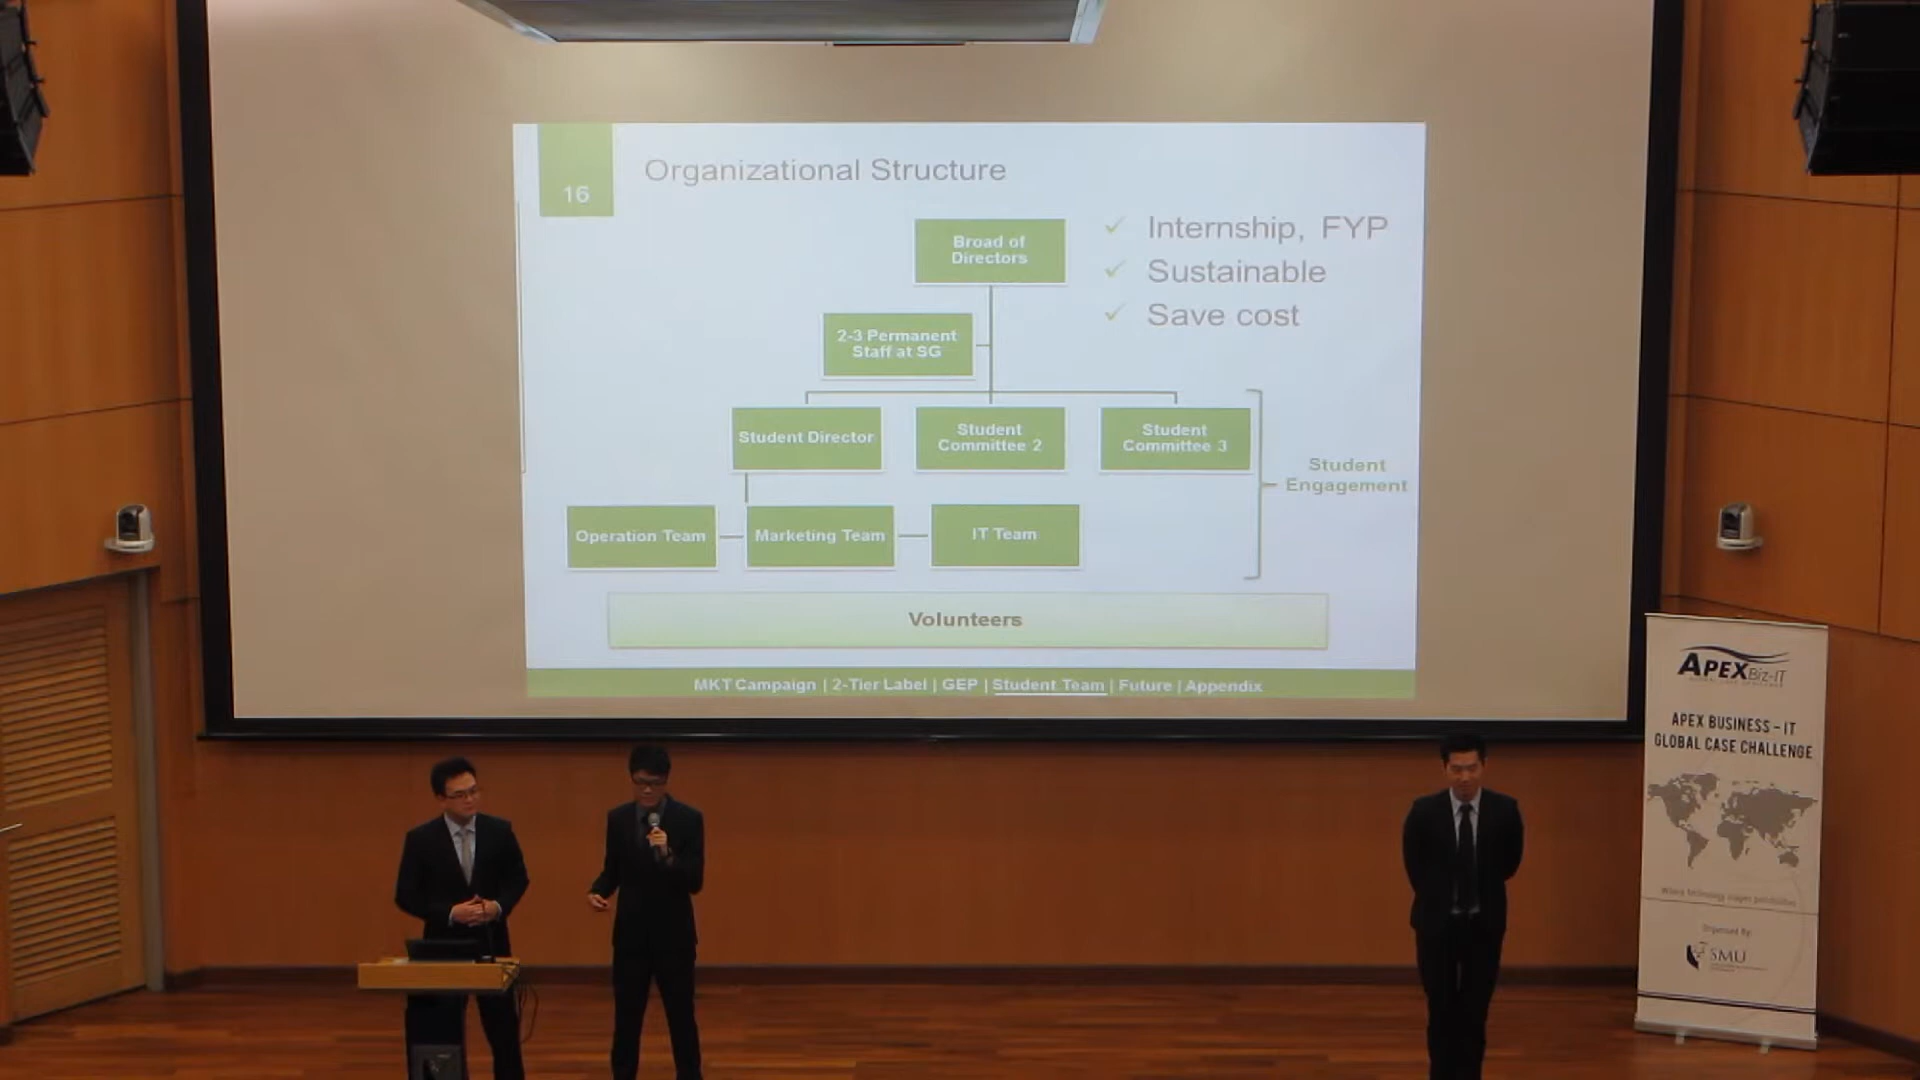 16
Organizational Structure
Broad of
Directors
✓ Internship, FYP
✓ Sustainable
✓ Save cost
2-3 Permanent
Staff at SG
Student Director
Student
Committee 2
Student
Committee 3
Student
Engagement
Operation Team
Marketing Team
IT Team
Volunteers
MKT Campaign | 2-Tier Label | GEP | Student Team | Future | Appendix
APEX Biz-IT
APEX BUSINESS – IT
GLOBAL CASE CHALLENGE
Organised By:
SMU